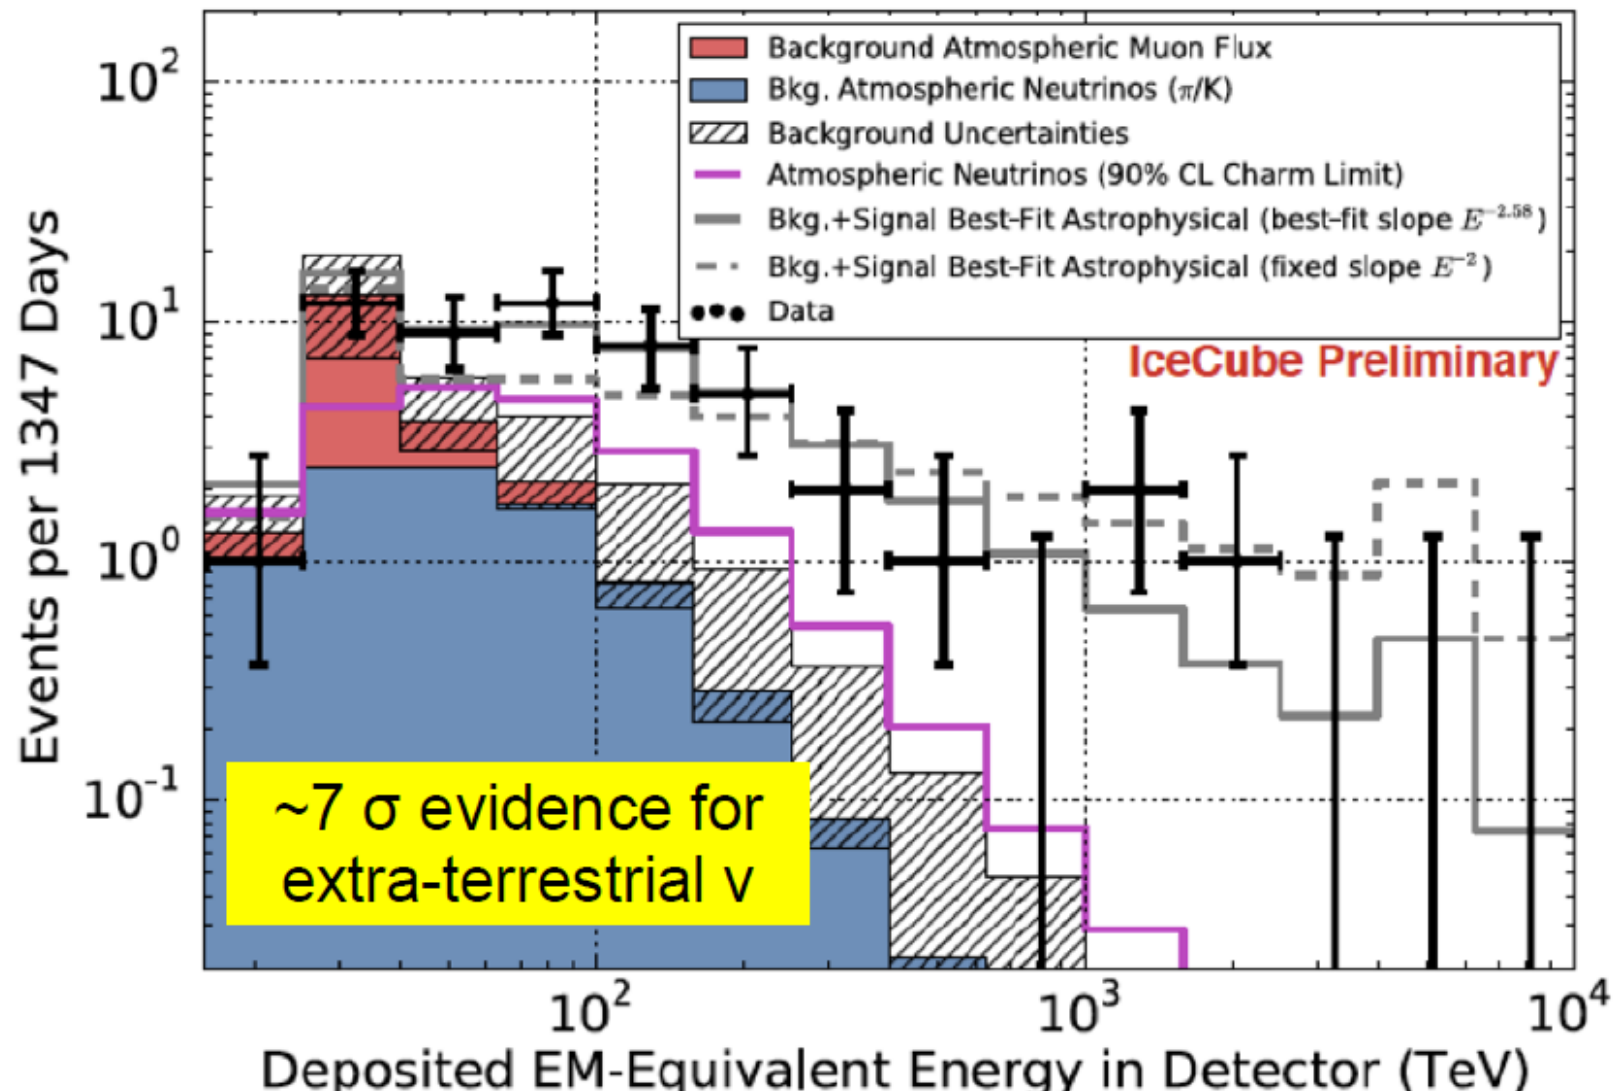 Background Atmospheric Muon Flux
Bkg. Atmospheric Neutrinos (π/K)
Background Uncertainties
Atmospheric Neutrinos (90% CL Charm Limit)
Bkg.+Signal Best-Fit Astrophysical (best-fit slope E^{-2.58})
Bkg.+Signal Best-Fit Astrophysical (fixed slope E^{-2})
Data
IceCube Preliminary
10^2
10^1
10^0
10^{-1}
Events per 1347 Days
~7 σ evidence for
extra-terrestrial ν
10^2
10^3
10^4
Deposited EM-Equivalent Energy in Detector (TeV)